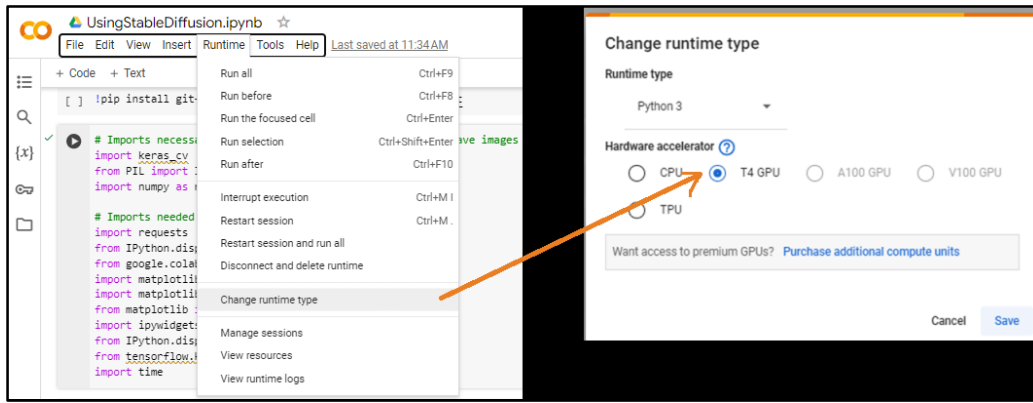 UsingStableDiffusion.ipynb
File Edit View Insert Runtime Tools Help Last saved at 11:34 AM
+ Code + Text
[ ] !pip install git-
# Imports necessa
ave images
import keras_cv
from PIL import
import numpy as
# Imports needed
import requests
from IPython.disp
from google.colab
import matplotlib
import matplotlib
from matplotlib
import ipywidgets
from IPython.disp
from tensorflow.k
import time
{x}
Run all Ctrl+F9
Run before Ctrl+F8
Run the focused cell Ctrl+Enter
Run selection Ctrl+Shift+Enter
Run after Ctrl+F10
Interrupt execution Ctrl+M I
Restart session Ctrl+M .
Restart session and run all
Disconnect and delete runtime
Change runtime type
Manage sessions
View resources
View runtime logs
Change runtime type
Runtime type
Python 3
Hardware accelerator ?
CPU T4 GPU A100 GPU V100 GPU
TPU
Want access to premium GPUs? Purchase additional compute units
Cancel Save